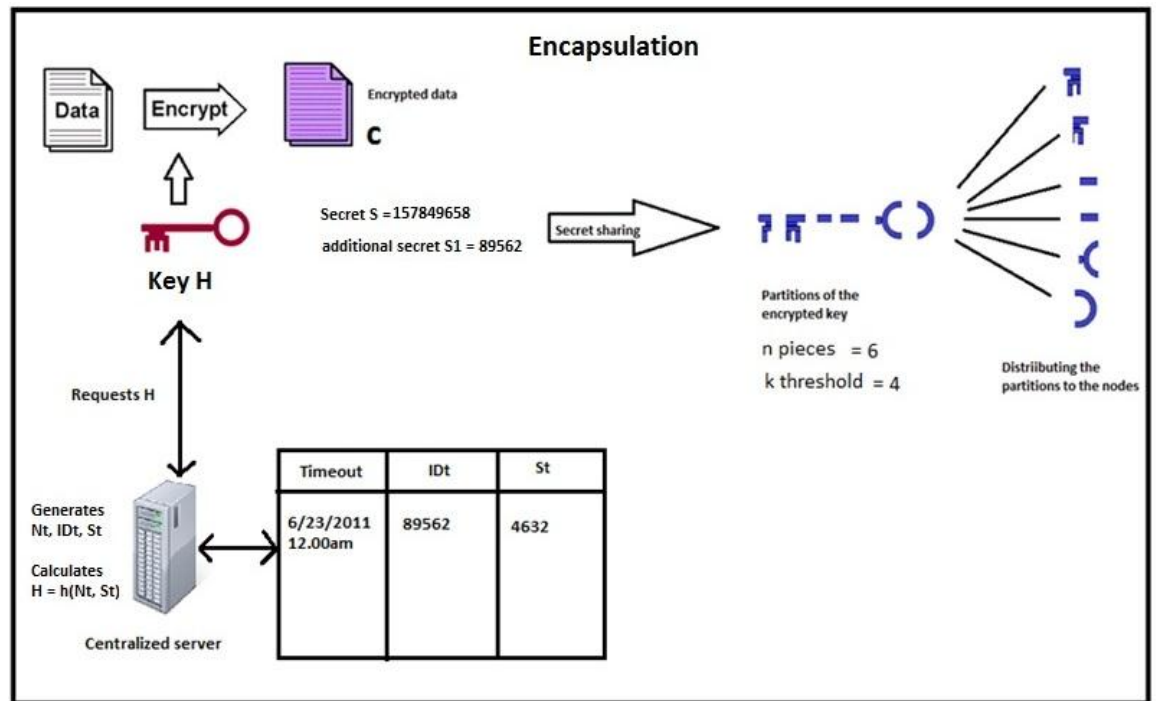 Encapsulation
Data
Encrypt
Encrypted data
C
Key H
Secret S =157849658
additional secret S1 = 89562
Secret sharing
Partitions of the
encrypted key
n pieces = 6
k threshold = 4
Distriibuting the
partitions to the nodes
Requests H
Generates
Nt, IDt, St
Calculates
H = h(Nt, St)
Centralized server
Timeout IDt St
6/23/2011 89562 4632
12.00am